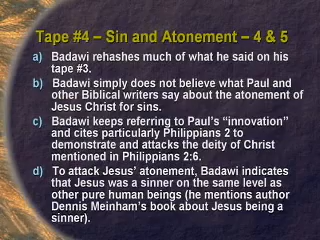 Tape #4 – Sin and Atonement – 4 & 5
a) Badawi rehashes much of what he said on his
tape #3.
b) Badawi simply does not believe what Paul and
other Biblical writers say about the atonement of
Jesus Christ for sins.
c) Badawi keeps referring to Paul's “innovation”
and cites particularly Philippians 2 to
demonstrate and attacks the deity of Christ
mentioned in Philippians 2:6.
d) To attack Jesus’ atonement, Badawi indicates
that Jesus was a sinner on the same level as
other pure human beings (he mentions author
Dennis Meinham’s book about Jesus being a
sinner).